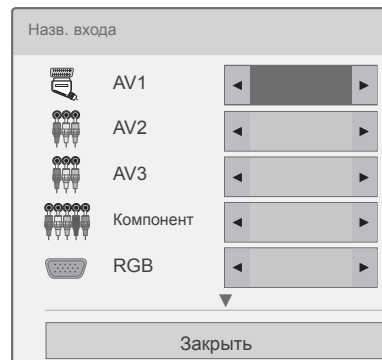 Назв. входа
AV1
AV2
AV3
Компонент
RGB
Закрыть